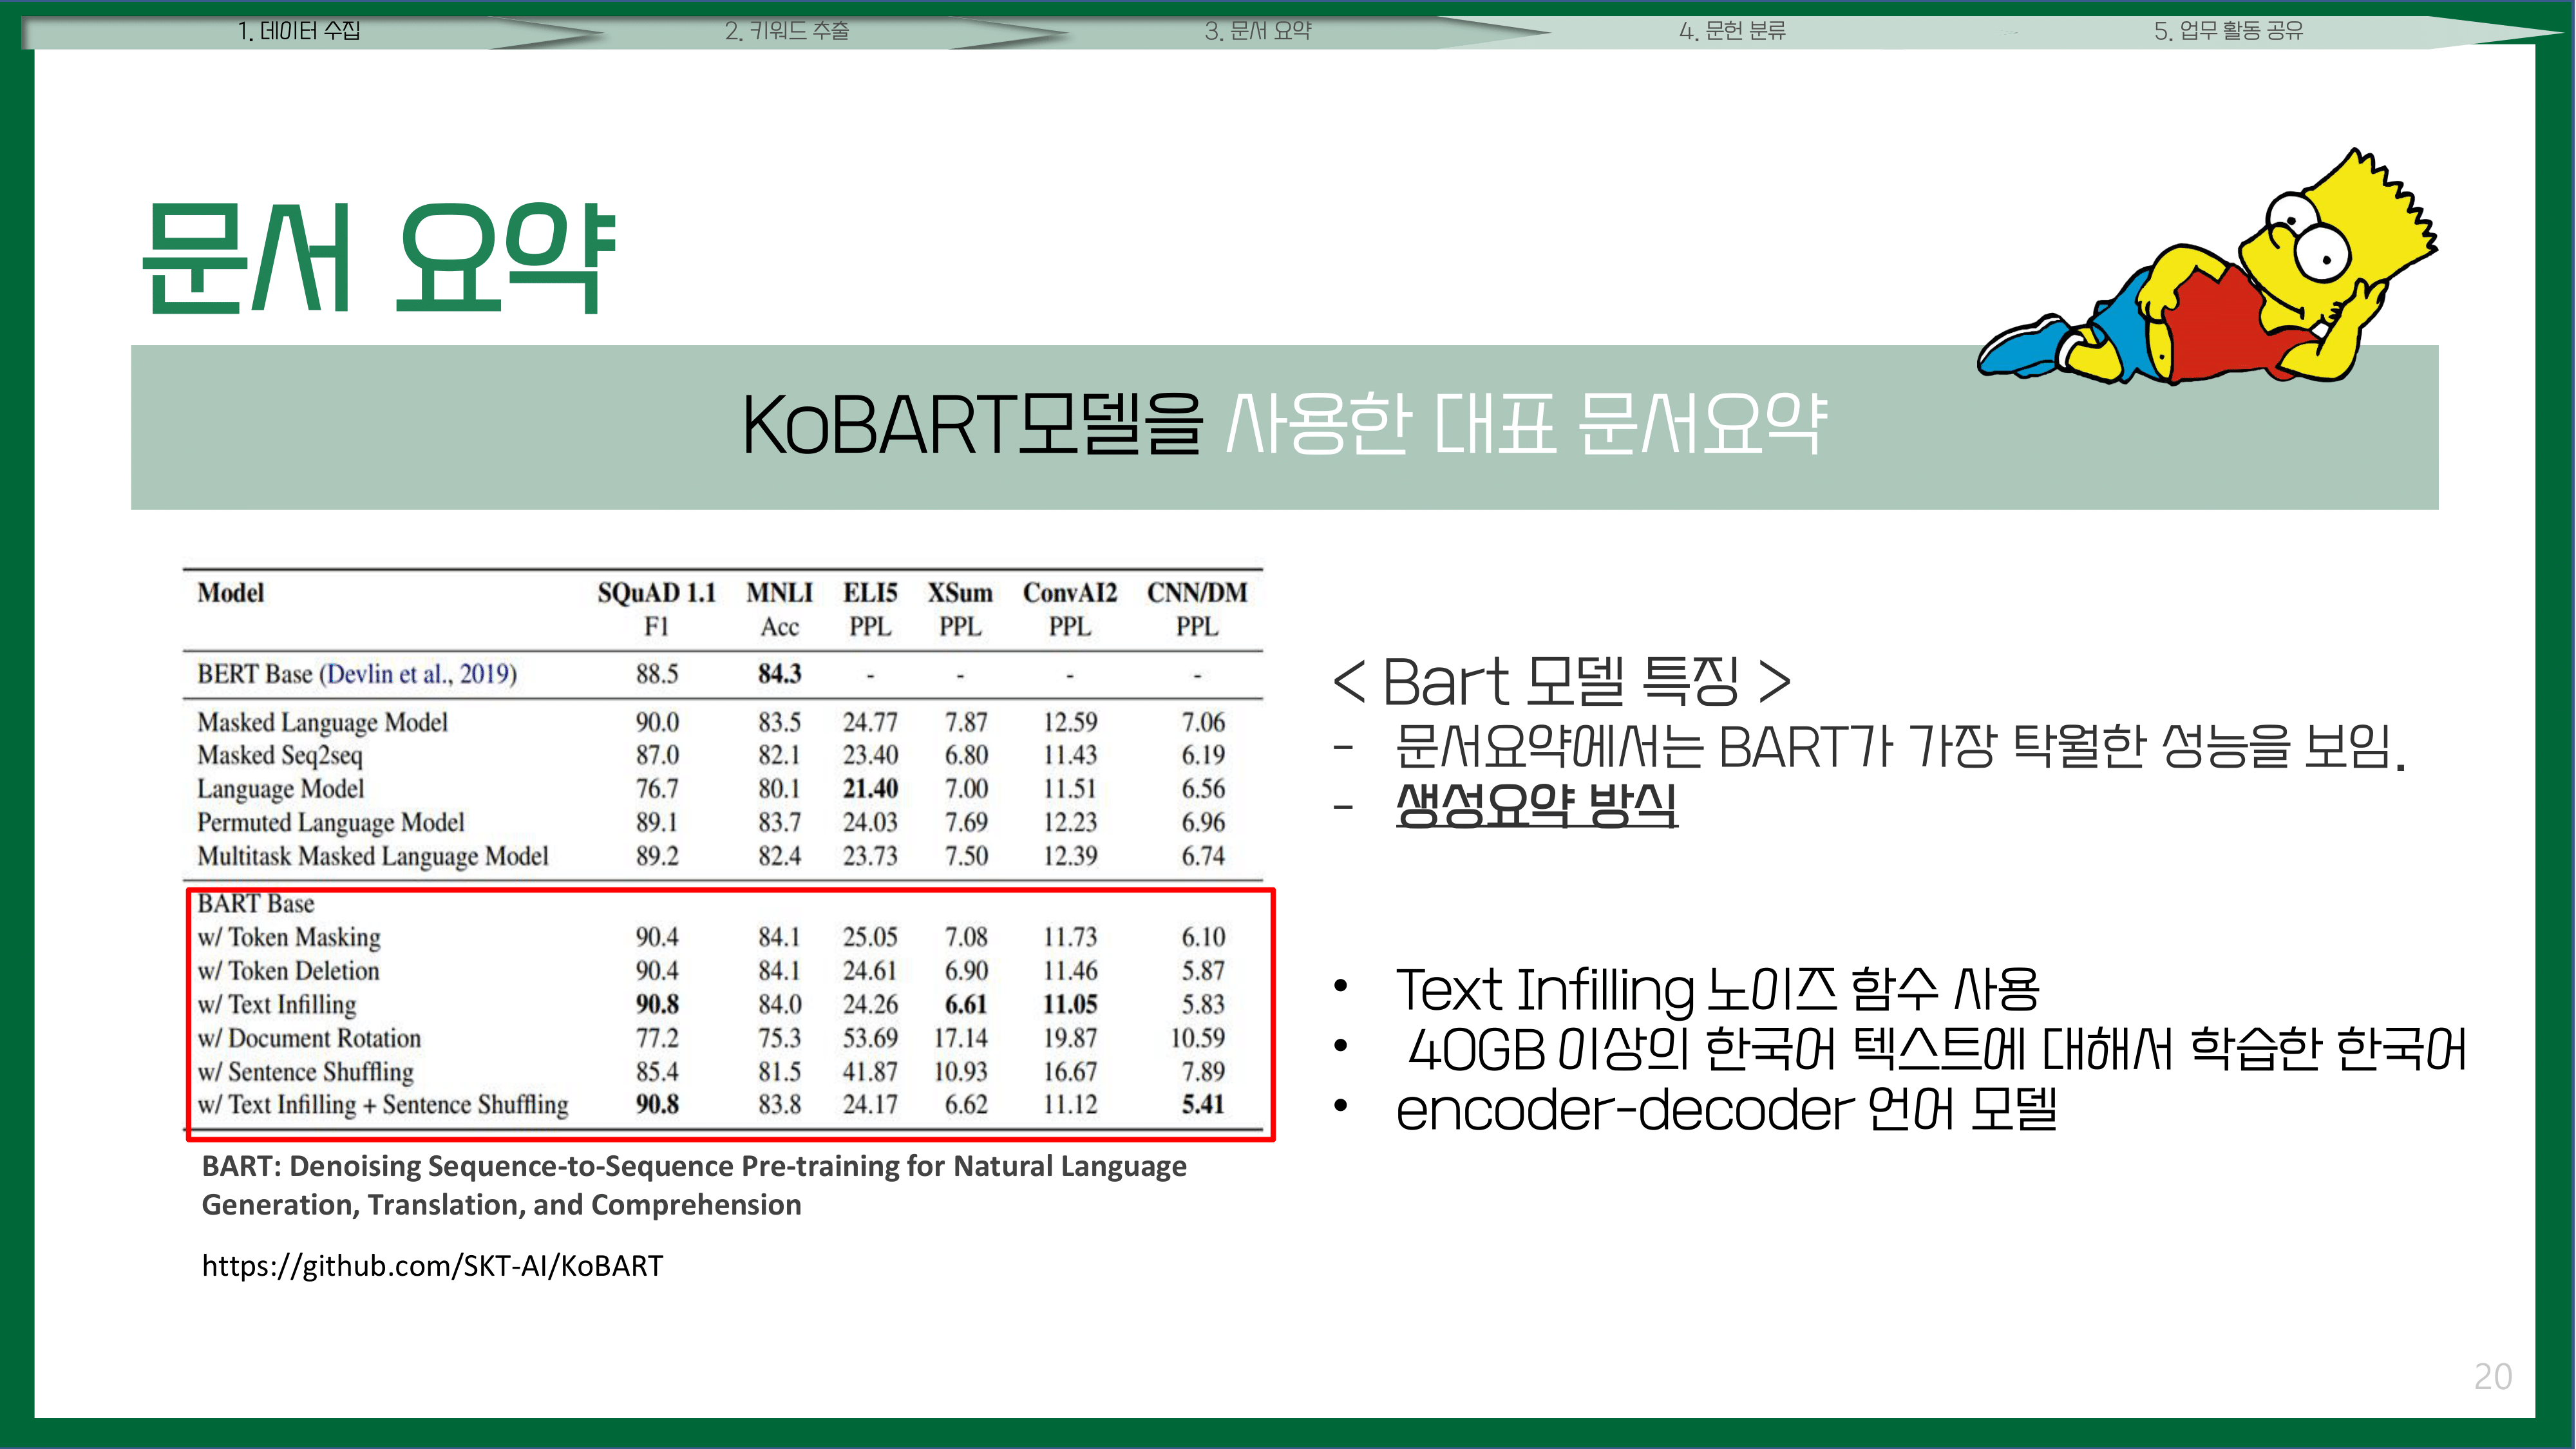 1. 데이터 수집
2. 키워드 추출
3. 문서 요약
4. 문헌 분류
5. 업무 활동 공유
문서 요약
KoBART모델을 사용한 대표 문서요약
Model SQuAD 1.1 MNLI ELI5 XSum ConvAI2 CNN/DM
F1 Acc PPL PPL PPL PPL
BERT Base (Devlin et al., 2019) 88.5 84.3 - - - -
Masked Language Model 90.0 83.5 24.77 7.87 12.59 7.06
Masked Seq2seq 87.0 82.1 23.40 6.80 11.43 6.19
Language Model 76.7 80.1 21.40 7.00 11.51 6.56
Permuted Language Model 89.1 83.7 24.03 7.69 12.23 6.96
Multitask Masked Language Model 89.2 82.4 23.73 7.50 12.39 6.74
BART Base
w/ Token Masking 90.4 84.1 25.05 7.08 11.73 6.10
w/ Token Deletion 90.4 84.1 24.61 6.90 11.46 5.87
w/ Text Infilling 90.8 84.0 24.26 6.61 11.05 5.83
w/ Document Rotation 77.2 75.3 53.69 17.14 19.87 10.59
w/ Sentence Shuffling 85.4 81.5 41.87 10.93 16.67 7.89
w/ Text Infilling + Sentence Shuffling 90.8 83.8 24.17 6.62 11.12 5.41
BART: Denoising Sequence-to-Sequence Pre-training for Natural Language
Generation, Translation, and Comprehension
https://github.com/SKT-AI/KoBART
< Bart 모델 특징 >
- 문서요약에서는 BART가 가장 탁월한 성능을 보임.
- 생성요약 방식
• Text Infilling 노이즈 함수 사용
• 40GB 이상의 한국어 텍스트에 대해서 학습한 한국어
• encoder-decoder 언어 모델
20